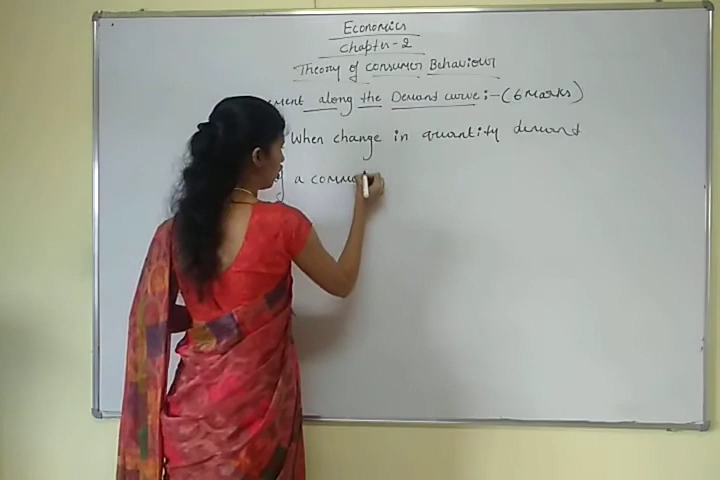 Economics
Chapter-2
Theory of consumer Behaviour
ement along the Demand curve :- (6 Marks)
When change in quantity demand
a commo